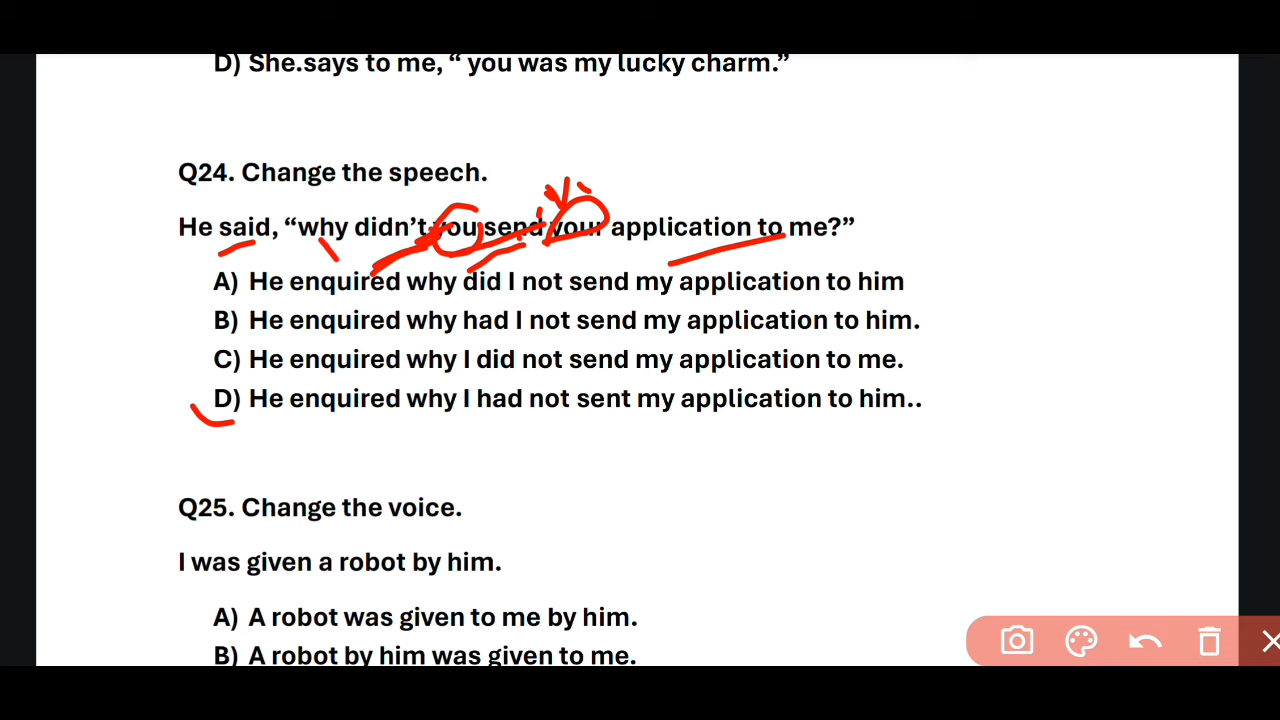 D) She.says to me, “ you was my lucky charm.”
Q24. Change the speech.
He said, “why didn’t you send your application to me?”
A) He enquired why did I not send my application to him
B) He enquired why had I not send my application to him.
C) He enquired why I did not send my application to me.
D) He enquired why I had not sent my application to him..
Q25. Change the voice.
I was given a robot by him.
A) A robot was given to me by him.
B) A robot by him was given to me.